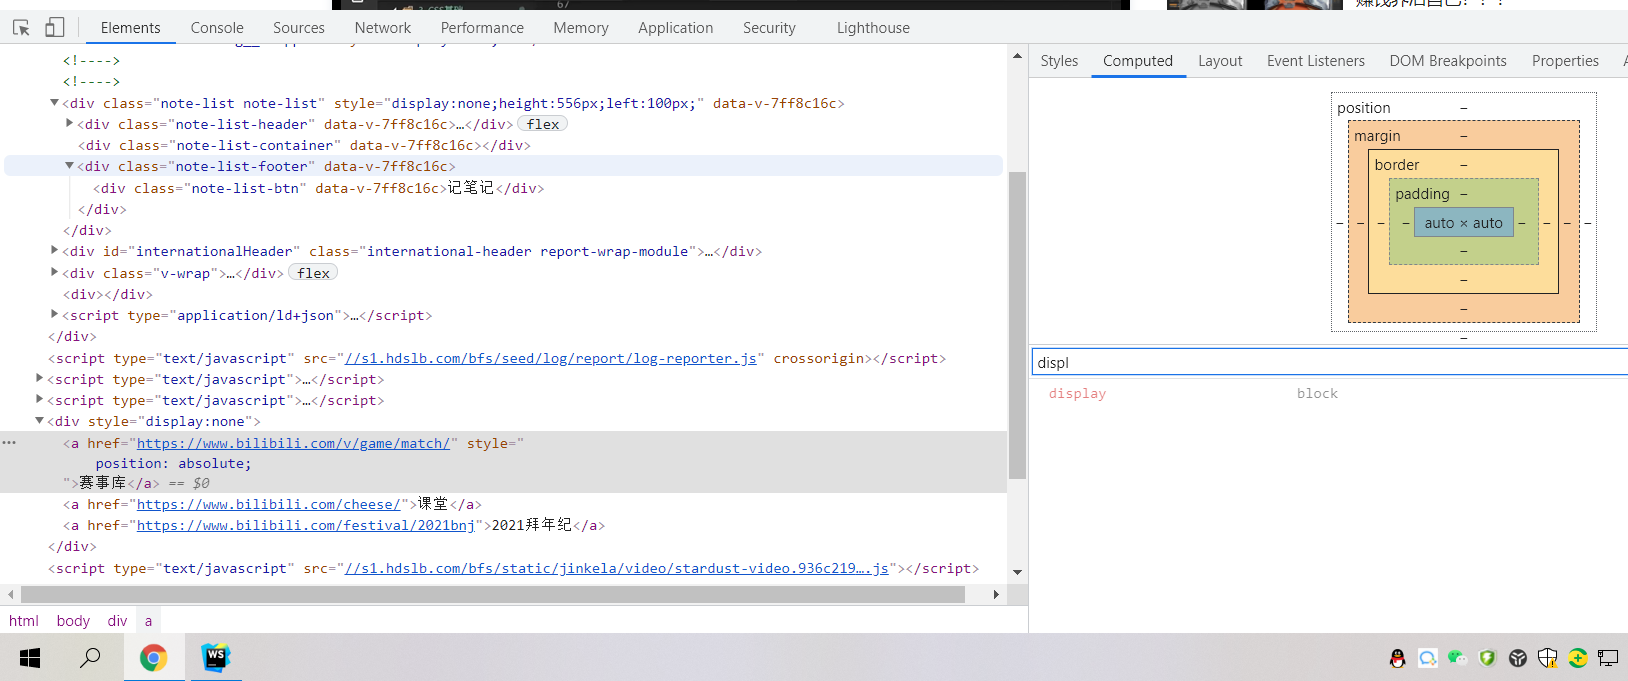 67
赚钱养活自己！！！
Elements Console Sources Network Performance Memory Application Security Lighthouse
<!---->
<!---->
<div class="note-list note-list" style="display:none;height:556px;left:100px;" data-v-7ff8c16c>
<div class="note-list-header" data-v-7ff8c16c>…</div> flex
<div class="note-list-container" data-v-7ff8c16c></div>
<div class="note-list-footer" data-v-7ff8c16c>
<div class="note-list-btn" data-v-7ff8c16c>记笔记</div>
</div>
</div>
<div id="internationalHeader" class="international-header report-wrap-module">…</div>
<div class="v-wrap">…</div> flex
<div></div>
<script type="application/ld+json">…</script>
</div>
<script type="text/javascript" src="//s1.hdslb.com/bfs/seed/log/report/log-reporter.js" crossorigin></script>
<script type="text/javascript">…</script>
<script type="text/javascript">…</script>
<div style="display:none">
<a href="https://www.bilibili.com/v/game/match/" style="
position: absolute;
">赛事库</a> == $0
<a href="https://www.bilibili.com/cheese/">课堂</a>
<a href="https://www.bilibili.com/festival/2021bnj">2021拜年纪</a>
</div>
<script type="text/javascript" src="//s1.hdslb.com/bfs/static/jinkela/video/stardust-video.936c219….js"></script>
html body div a
Styles Computed Layout Event Listeners DOM Breakpoints Properties
position –
margin –
border –
padding –
– – – – auto × auto – – – –
–
–
–
–
displ
display block
WS